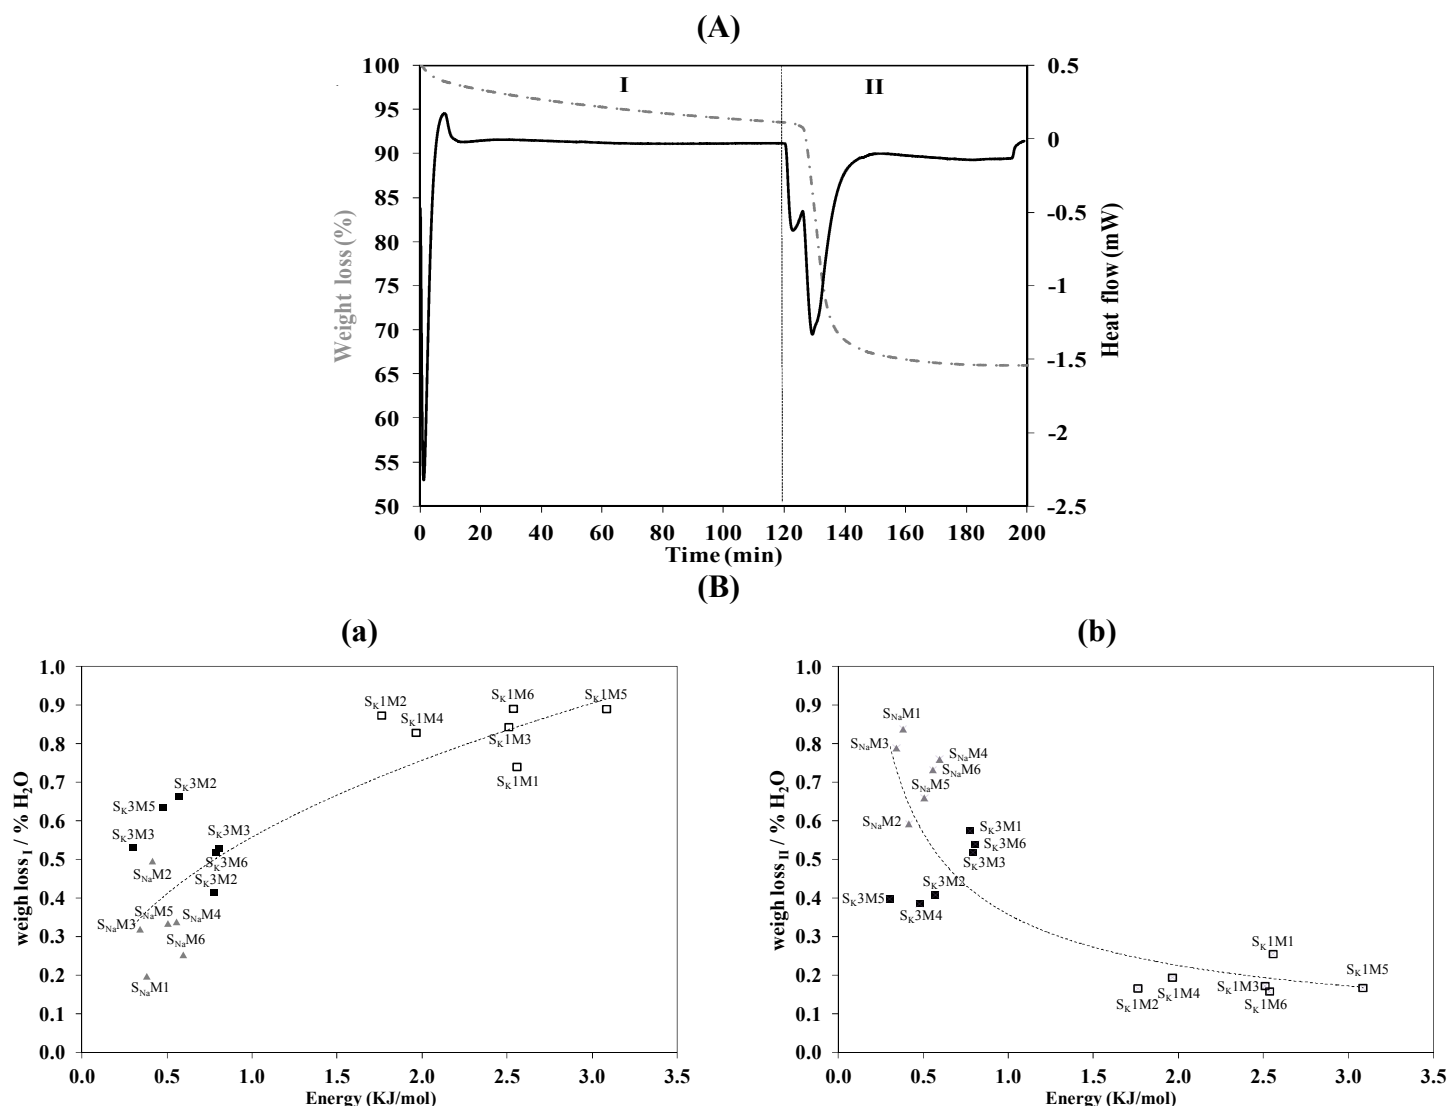 (A)
I
II
100
95
90
85
80
75
70
65
60
55
50
Weight loss (%)
0.5
0
-0.5
-1
-1.5
-2
-2.5
Heat flow (mW)
0 20 40 60 80 100 120 140 160 180 200
Time (min)
(B)
(a)
1.0
0.9
0.8
0.7
0.6
0.5
0.4
0.3
0.2
0.1
0.0
weigh loss I / % H2O
SK1M2
SK1M4
SK1M6
SK1M5
SK1M3
SK1M1
SK3M2
SK3M5
SK3M3
SK3M3
SK3M6
SK3M2
SNaM2
SNaM5
SNaM4
SNaM3
SNaM6
SNaM1
0.0 0.5 1.0 1.5 2.0 2.5 3.0 3.5
Energy (KJ/mol)
(b)
1.0
0.9
0.8
0.7
0.6
0.5
0.4
0.3
0.2
0.1
0.0
weigh loss II / % H2O
SNaM1
SNaM3
SNaM4
SNaM6
SNaM5
SNaM2
SK3M1
SK3M6
SK3M3
SK3M2
SK3M5
SK3M4
SK1M1
SK1M5
SK1M3
SK1M4
SK1M2
SK1M6
0.0 0.5 1.0 1.5 2.0 2.5 3.0 3.5
Energy (KJ/mol)